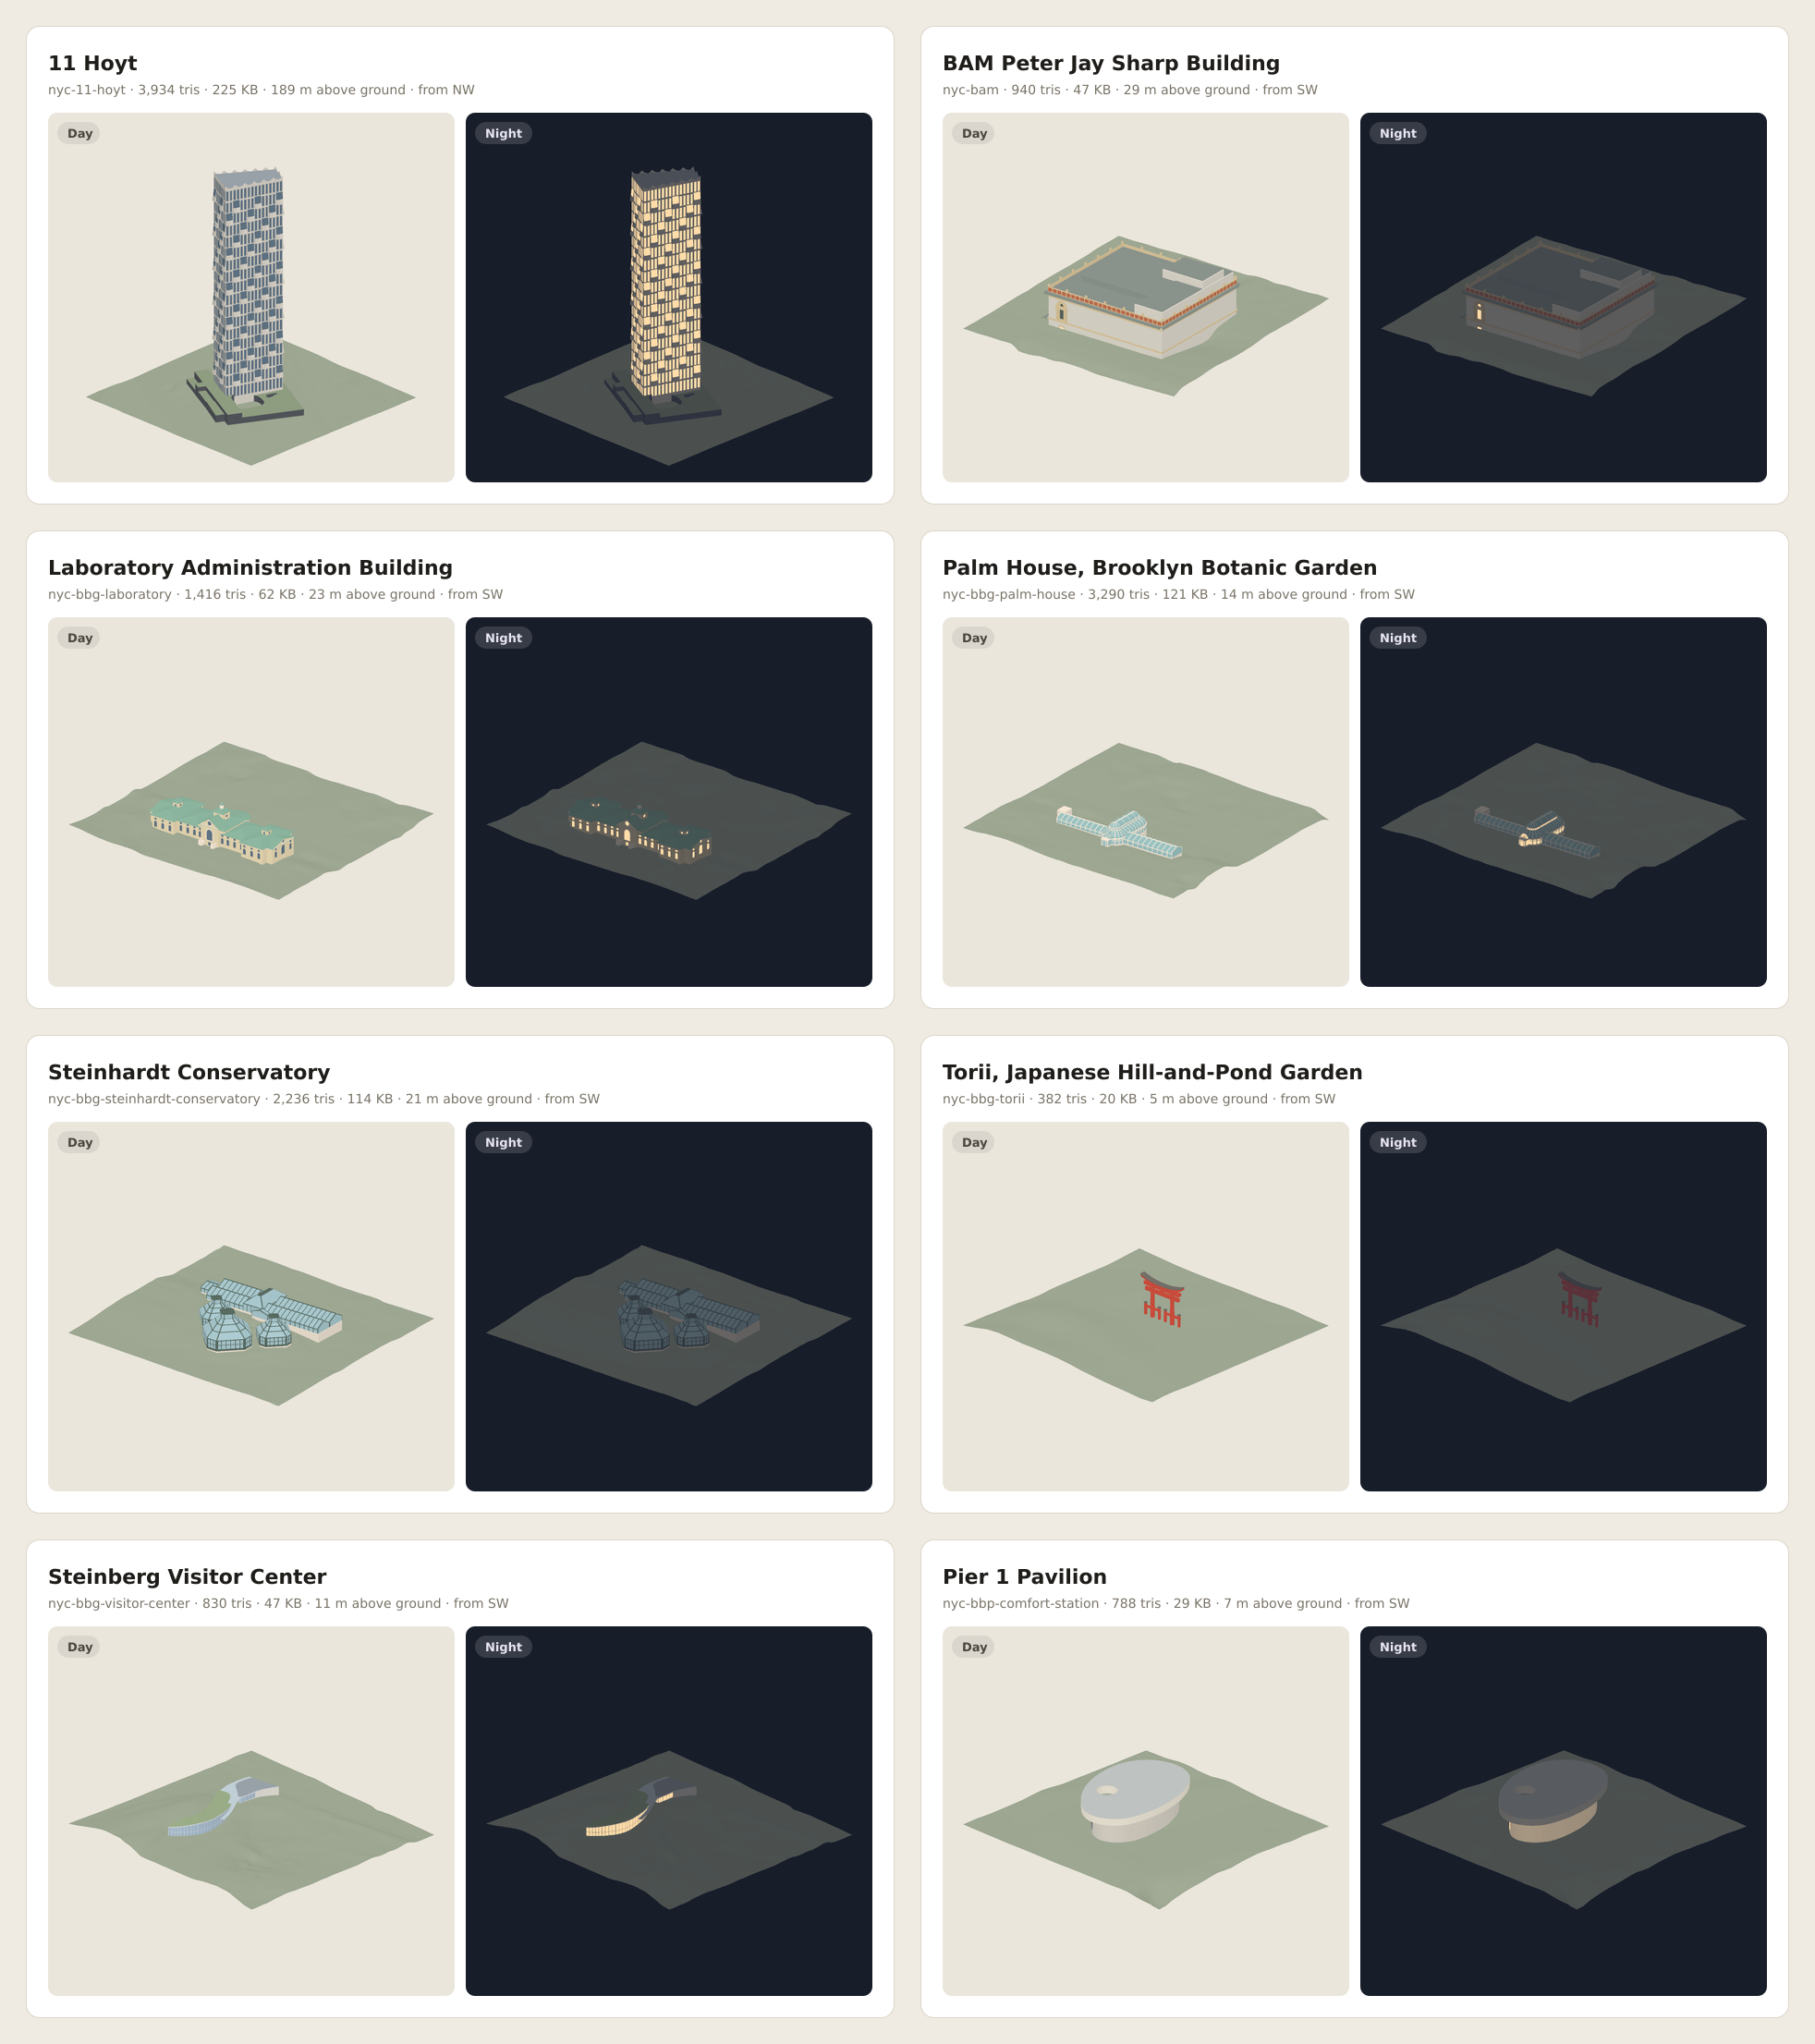 11 Hoyt
nyc-11-hoyt · 3,934 tris · 225 KB · 189 m above ground · from NW
Day
Night
BAM Peter Jay Sharp Building
nyc-bam · 940 tris · 47 KB · 29 m above ground · from SW
Day
Night
Laboratory Administration Building
nyc-bbg-laboratory · 1,416 tris · 62 KB · 23 m above ground · from SW
Day
Night
Palm House, Brooklyn Botanic Garden
nyc-bbg-palm-house · 3,290 tris · 121 KB · 14 m above ground · from SW
Day
Night
Steinhardt Conservatory
nyc-bbg-steinhardt-conservatory · 2,236 tris · 114 KB · 21 m above ground · from SW
Day
Night
Torii, Japanese Hill-and-Pond Garden
nyc-bbg-torii · 382 tris · 20 KB · 5 m above ground · from SW
Day
Night
Steinberg Visitor Center
nyc-bbg-visitor-center · 830 tris · 47 KB · 11 m above ground · from SW
Day
Night
Pier 1 Pavilion
nyc-bbp-comfort-station · 788 tris · 29 KB · 7 m above ground · from SW
Day
Night